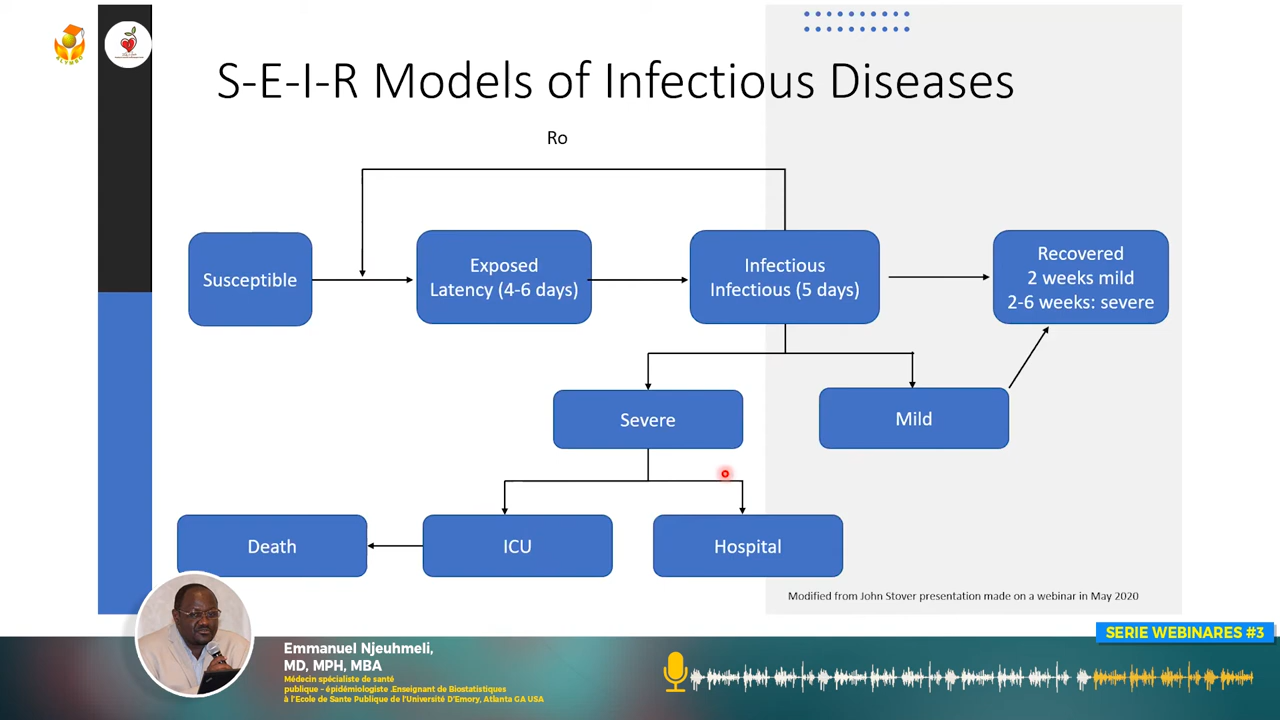 S-E-I-R Models of Infectious Diseases
Ro
Susceptible
Exposed
Latency (4-6 days)
Infectious
Infectious (5 days)
Recovered
2 weeks mild
2-6 weeks: severe
Severe
Mild
Death
ICU
Hospital
Modified from John Stover presentation made on a webinar in May 2020
SERIE WEBINARES #3
Emmanuel Njeuhmeli,
MD, MPH, MBA
Médecin spécialiste de santé
publique - épidémiologiste .Enseignant de Biostatistiques
à l'Ecole de Sante Publique de l'Université D'Emory, Atlanta GA USA